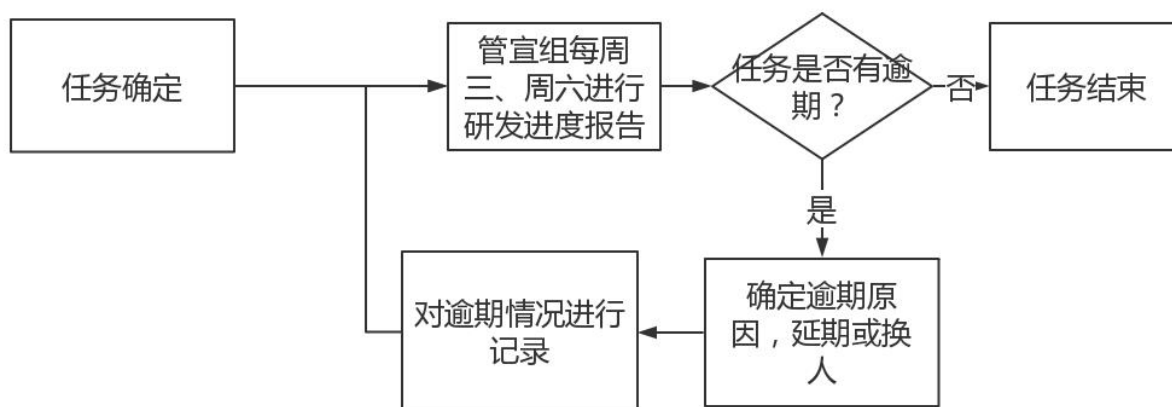 任务确定
管宣组每周
三、周六进行
研发进度报告
任务是否有逾
期？
否
任务结束
是
确定逾期原
因，延期或换
人
对逾期情况进行
记录